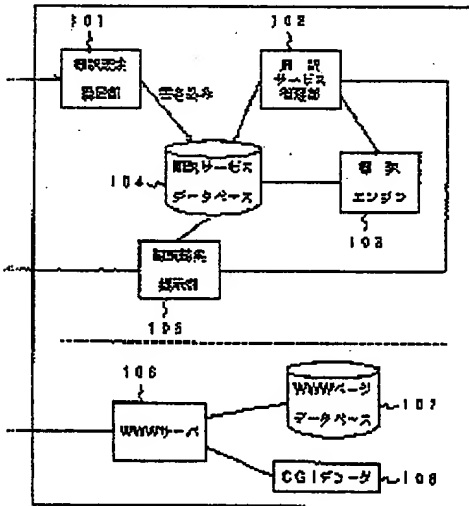 101
102
翻訳要求
書き込み
翻訳
サービス
管理部
翻訳サービス
データベース
104
翻訳
エンジン
103
翻訳結果
提示部
105
106
WWWサーバ
WWWページ
データベース
107
CGIデコーダ
108